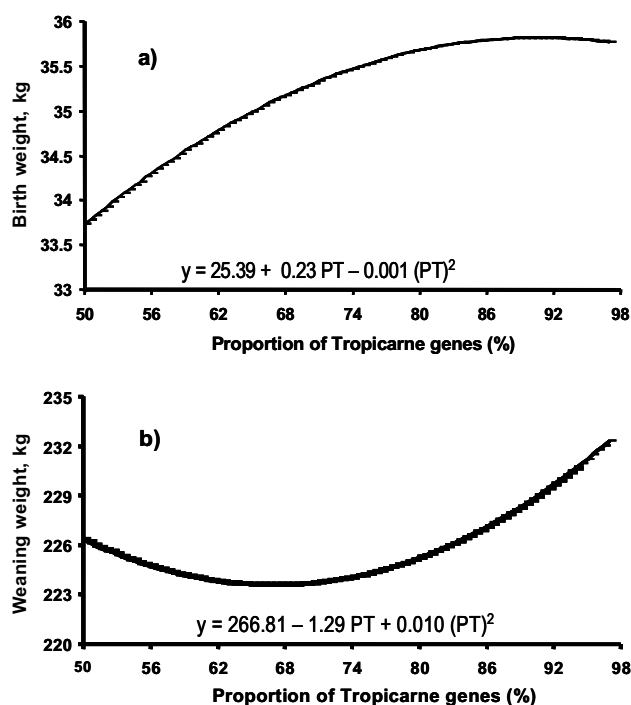 36
35.5
35
34.5
34
33.5
33
Birth weight, kg
a)
y = 25.39 + 0.23 PT – 0.001 (PT)²
50 56 62 68 74 80 86 92 98
Proportion of Tropicarne genes (%)
235
232
229
226
223
220
Weaning weight, kg
b)
y = 266.81 – 1.29 PT + 0.010 (PT)²
50 56 62 68 74 80 86 92 98
Proportion of Tropicarne genes (%)